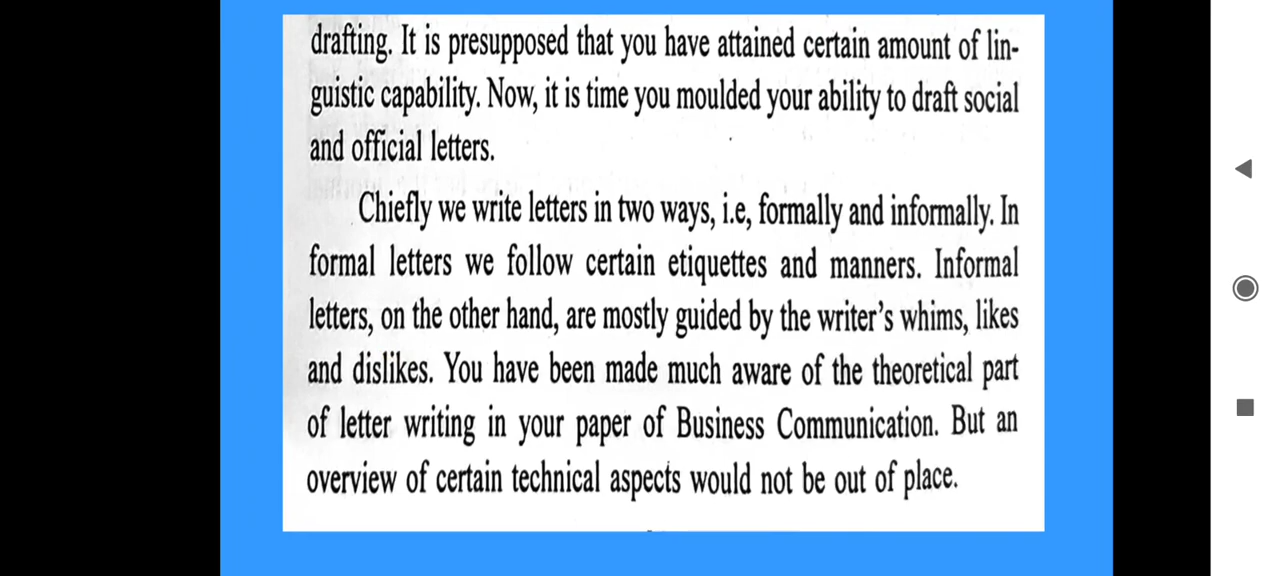 drafting. It is presupposed that you have attained certain amount of lin-
guistic capability. Now, it is time you moulded your ability to draft social
and official letters.
Chiefly we write letters in two ways, i.e, formally and informally. In
formal letters we follow certain etiquettes and manners. Informal
letters, on the other hand, are mostly guided by the writer's whims, likes
and dislikes. You have been made much aware of the theoretical part
of letter writing in your paper of Business Communication. But an
overview of certain technical aspects would not be out of place.